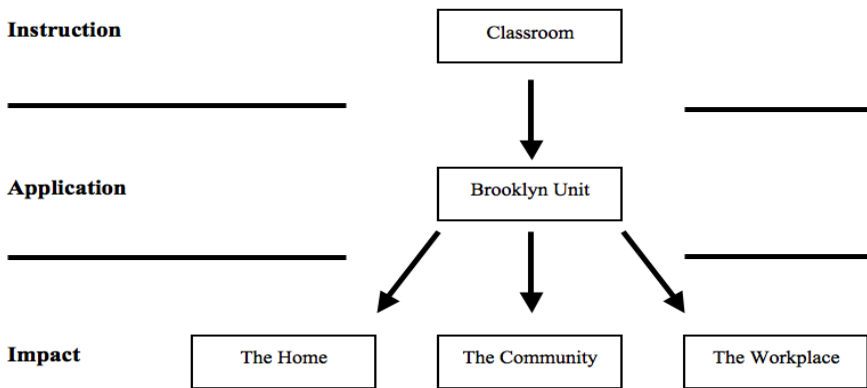 Instruction
Classroom
Application
Brooklyn Unit
Impact
The Home
The Community
The Workplace